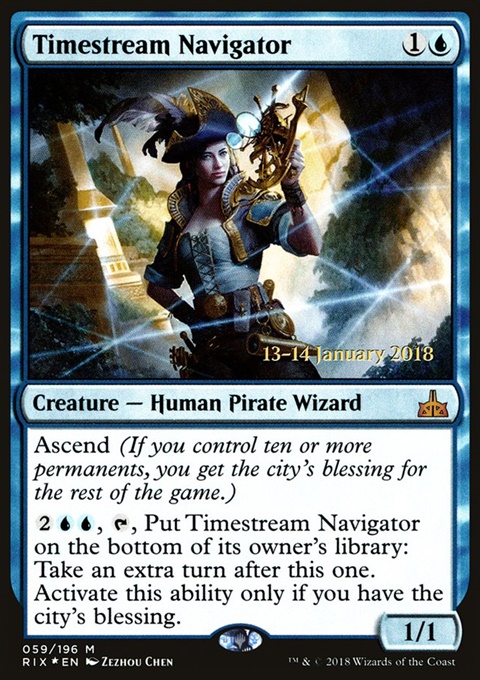 Timestream Navigator 1
13-14 January 2018
Creature — Human Pirate Wizard
Ascend (If you control ten or more
permanents, you get the city's blessing for
the rest of the game.)
2, , Put Timestream Navigator
on the bottom of its owner's library:
Take an extra turn after this one.
Activate this ability only if you have the
city's blessing.
1/1
059/196 M
RIX★EN Zezhou Chen
™ & © 2018 Wizards of the Coast